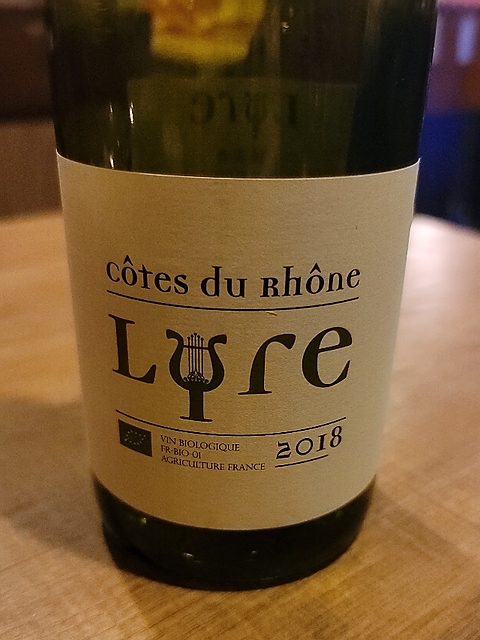 côtes du Rhône
Lyre
VIN BIOLOGIQUE
FR-BIO-01
AGRICULTURE FRANCE
2018